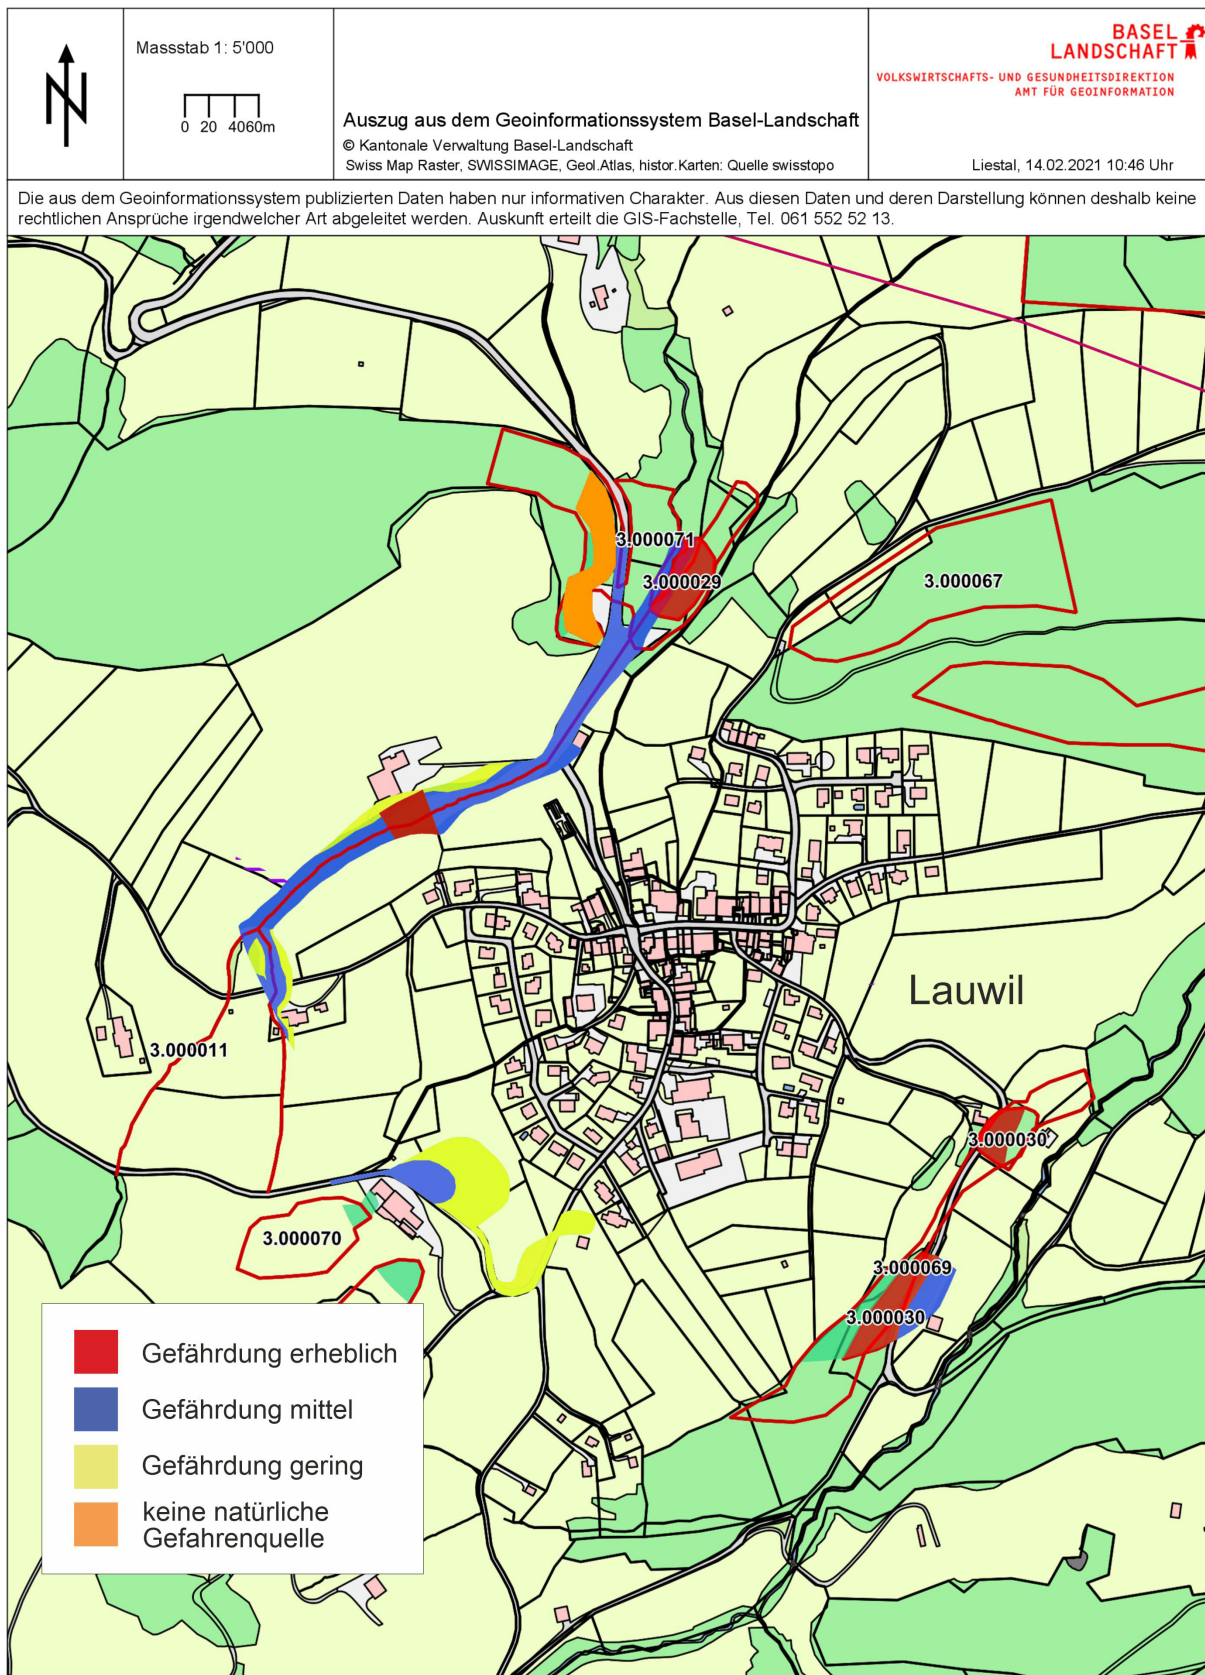 N
Massstab 1: 5'000
0 20 4060m
Auszug aus dem Geoinformationssystem Basel-Landschaft
© Kantonale Verwaltung Basel-Landschaft
Swiss Map Raster, SWISSIMAGE, Geol.Atlas, histor.Karten: Quelle swisstopo
BASEL
LANDSCHAFT
VOLKSWIRTSCHAFTS- UND GESUNDHEITSDIREKTION
AMT FÜR GEOINFORMATION
Liestal, 14.02.2021 10:46 Uhr
Die aus dem Geoinformationssystem publizierten Daten haben nur informativen Charakter. Aus diesen Daten und deren Darstellung können deshalb keine
rechtlichen Ansprüche irgendwelcher Art abgeleitet werden. Auskunft erteilt die GIS-Fachstelle, Tel. 061 552 52 13.
3.000071
3.000029
3.000067
Lauwil
3.000011
3.000030
3.000070
3.000069
3.000030
Gefährdung erheblich
Gefährdung mittel
Gefährdung gering
keine natürliche
Gefahrenquelle